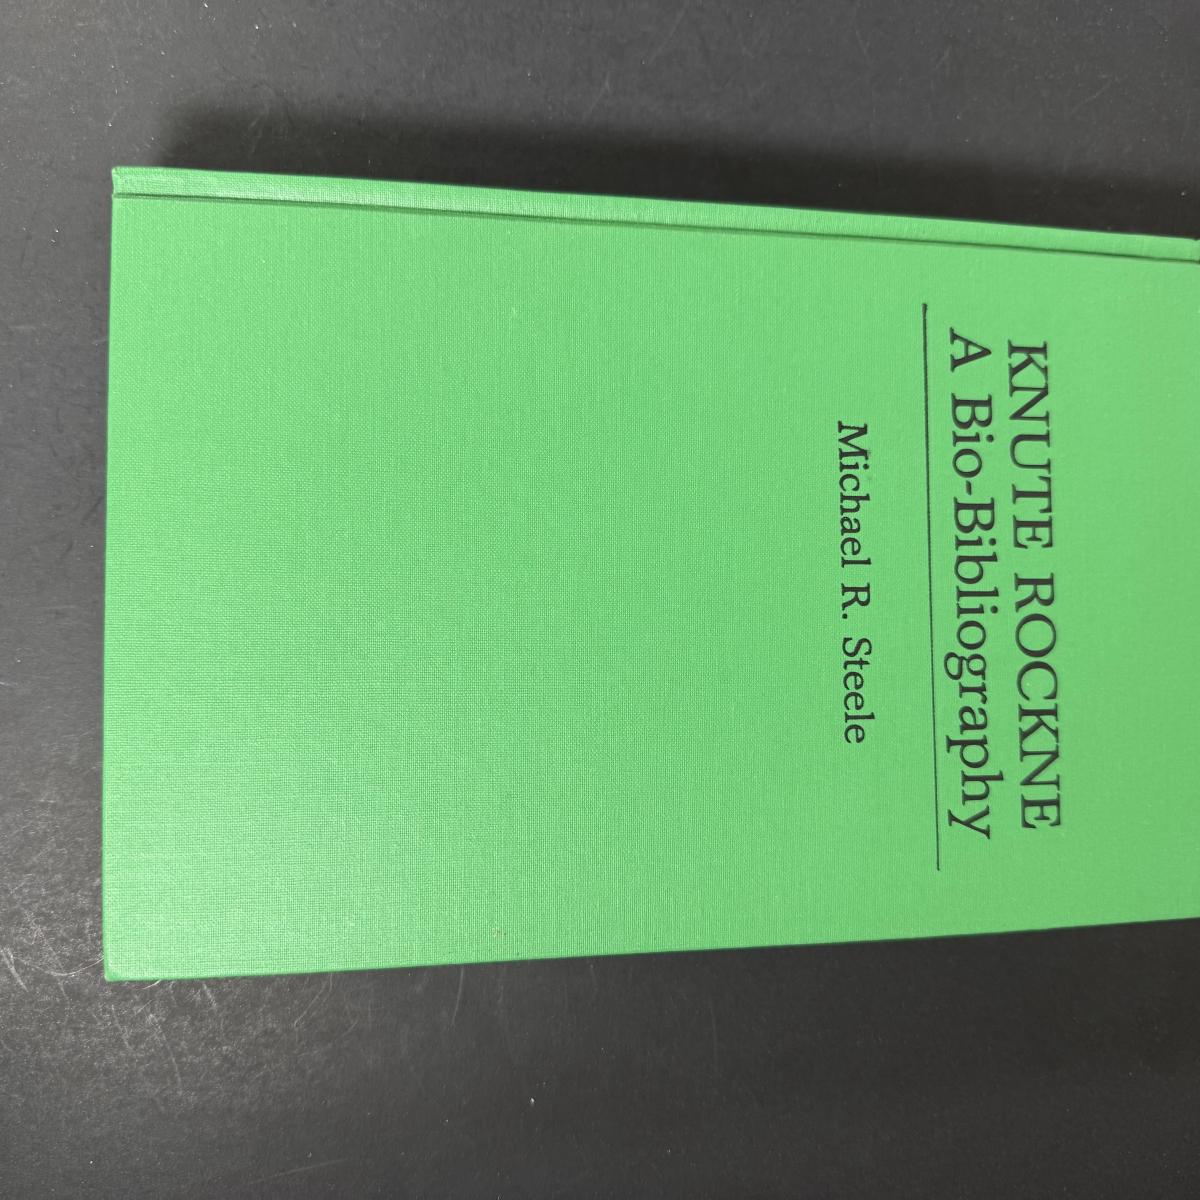 KNUTE ROCKNE
A Bio-Bibliography
Michael R. Steele